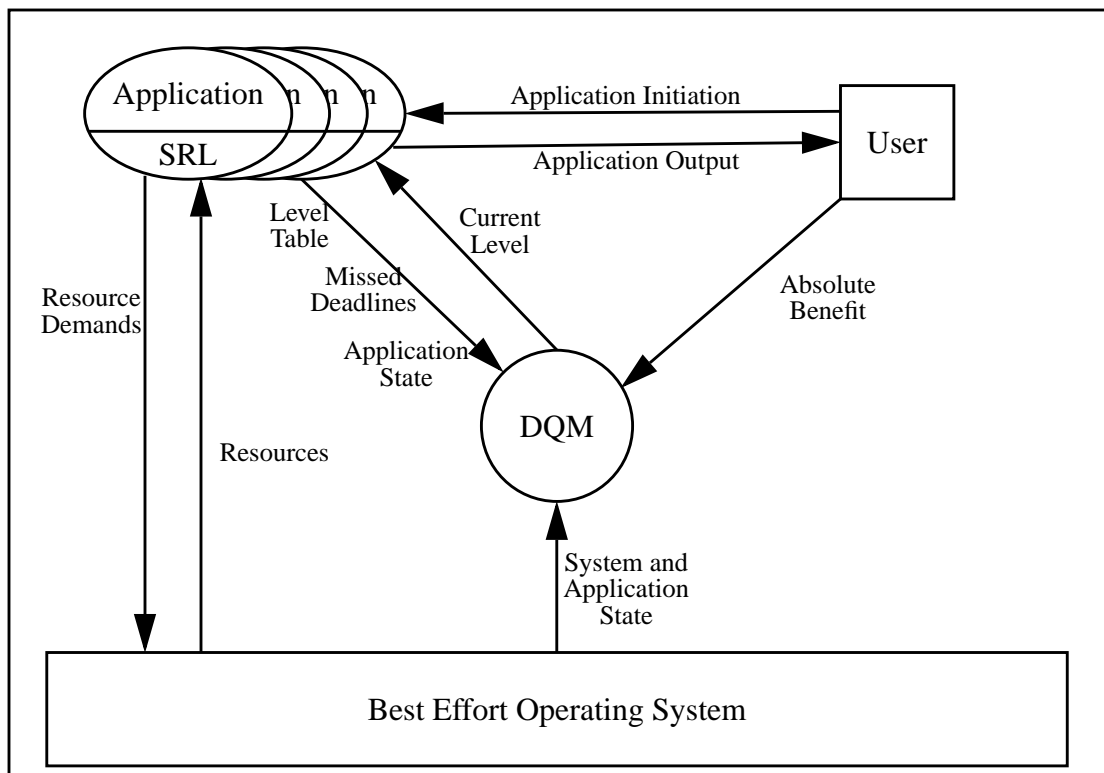 Application
n
n
n
SRL
Application Initiation
Application Output
User
Level
Table
Current
Level
Missed
Deadlines
Absolute
Benefit
Resource
Demands
Application
State
DQM
Resources
System and
Application
State
Best Effort Operating System